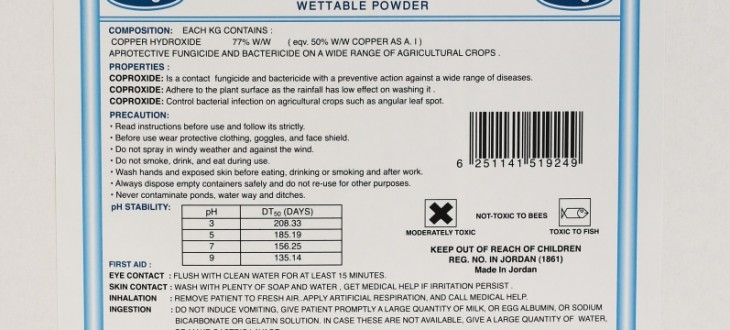 WETTABLE POWDER
COMPOSITION: EACH KG CONTAINS :
COPPER HYDROXIDE 77% W/W ( eqv. 50% W/W COPPER AS A. I )
APROTECTIVE FUNGICIDE AND BACTERICIDE ON A WIDE RANGE OF AGRICULTURAL CROPS .
PROPERTIES :
COPROXIDE: Is a contact fungicide and bactericide with a preventive action against a wide range of diseases.
COPROXIDE: Adhere to the plant surface as the rainfall has low effect on washing it .
COPROXIDE: Control bacterial infection on agricultural crops such as angular leaf spot.
PRECAUTION:
• Read instructions before use and follow its strictly.
• Before use wear protective clothing, goggles, and face shield.
• Do not spray in windy weather and against the wind.
• Do not smoke, drink, and eat during use.
• Wash hands and exposed skin before eating, drinking or smoking and after work.
• Always dispose empty containers safely and do not re-use for other purposes.
• Never contaminate ponds, water way and ditches.
6 251141 519249
pH STABILITY:
pH DT50 (DAYS)
3 208.33
5 185.19
7 156.25
9 135.14
MODERATELY TOXIC
NOT-TOXIC TO BEES
TOXIC TO FISH
KEEP OUT OF REACH OF CHILDREN
REG. NO. IN JORDAN (1861)
Made In Jordan
FIRST AID :
EYE CONTACT : FLUSH WITH CLEAN WATER FOR AT LEAST 15 MINUTES.
SKIN CONTACT : WASH WITH PLENTY OF SOAP AND WATER , GET MEDICAL HELP IF IRRITATION PERSIST .
INHALATION : REMOVE PATIENT TO FRESH AIR. APPLY ARTIFICIAL RESPIRATION, AND CALL MEDICAL HELP.
INGESTION : DO NOT INDUCE VOMITING, GIVE PATIENT PROMPTLY A LARGE QUANTITY OF MILK, OR EGG ALBUMIN, OR SODIUM
BICARBONATE OR GELATIN SOLUTION. IN CASE THESE ARE NOT AVAILABLE, GIVE A LARGE QUANTITY OF WATER,